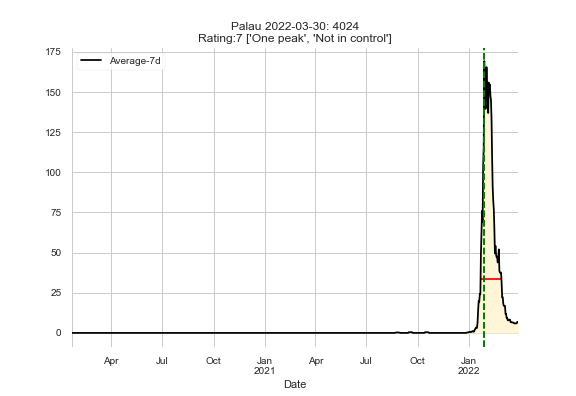 Palau 2022-03-30: 4024
Rating:7 ['One peak', 'Not in control']
175
Average-7d
150
125
100
75
50
25
0
Apr Jul Oct Jan Apr Jul Oct Jan
2021 2022
Date